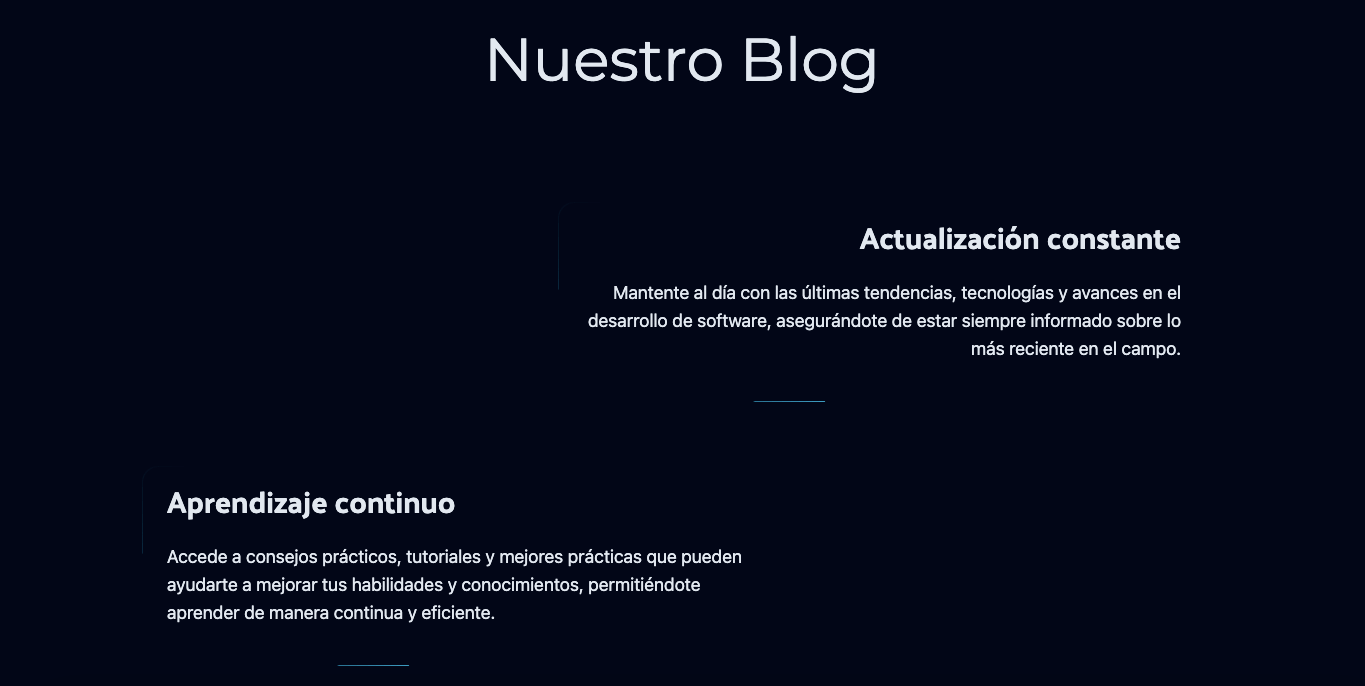 Nuestro Blog
Actualización constante
Mantente al día con las últimas tendencias, tecnologías y avances en el
desarrollo de software, asegurándote de estar siempre informado sobre lo
más reciente en el campo.
Aprendizaje continuo
Accede a consejos prácticos, tutoriales y mejores prácticas que pueden
ayudarte a mejorar tus habilidades y conocimientos, permitiéndote
aprender de manera continua y eficiente.